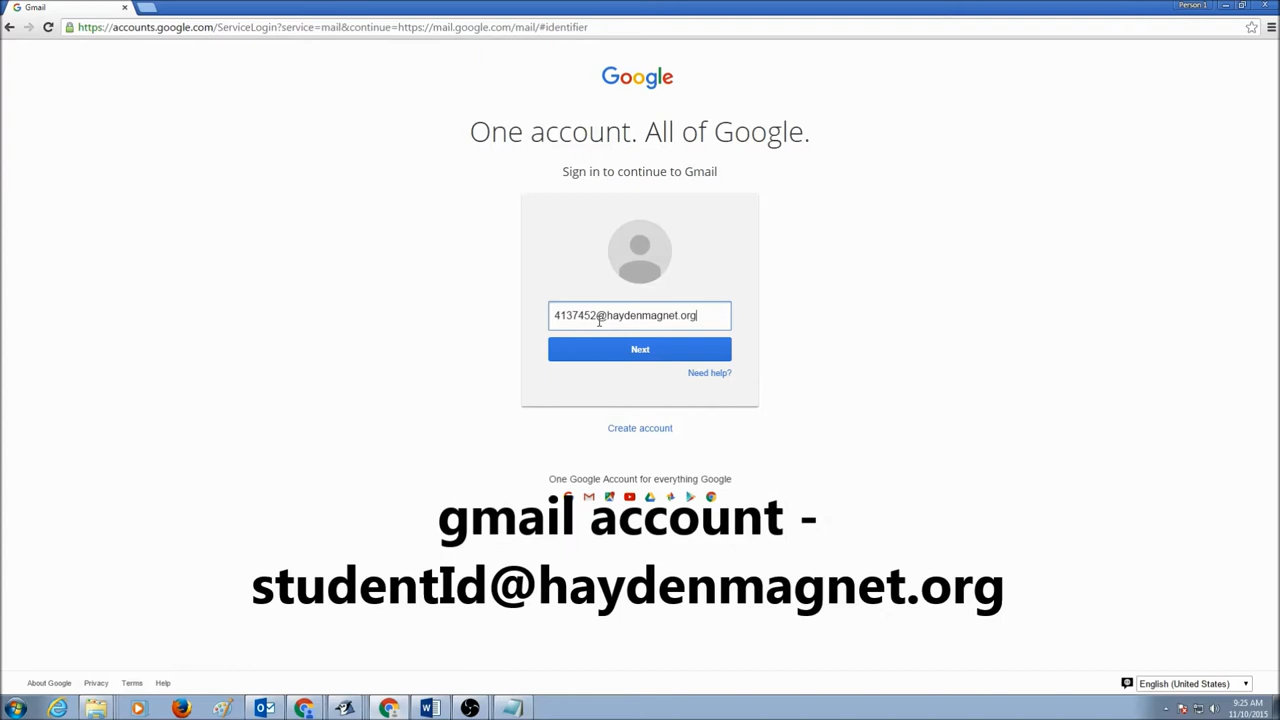 Gmail
Person 1
https://accounts.google.com/ServiceLogin?service=mail&continue=https://mail.google.com/mail/#identifier
Google
One account. All of Google.
Sign in to continue to Gmail
4137452@haydenmagnet.org
Next
Need help?
Create account
One Google Account for everything Google
gmail account -
studentId@haydenmagnet.org
About Google Privacy Terms Help
English (United States)
9:25 AM
11/10/2015